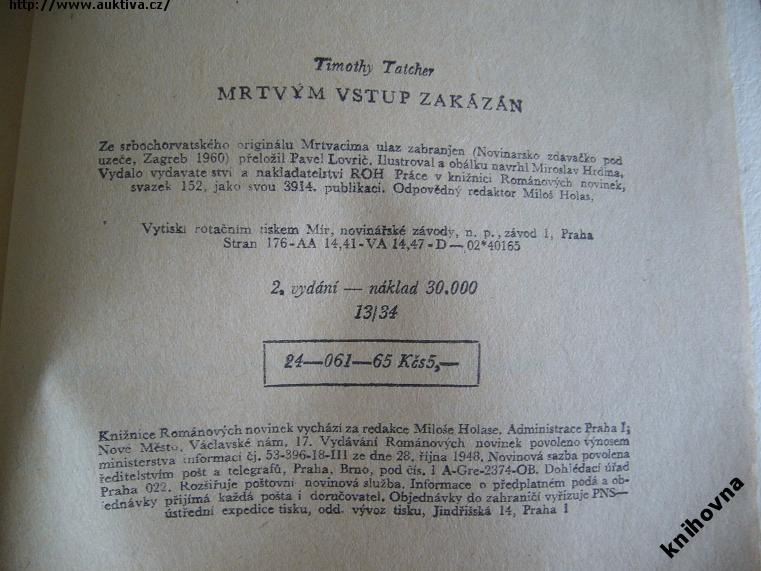 http://www.auktiva.cz/
Timothy Tatcher
MRTVÝM VSTUP ZAKÁZÁN
Ze srbochorvatského originálu Mrtvacima ulaz zabranjen (Novinarsko zdavačko pod
uzeće, Zagreb 1960) přeložil Pavel Lovrič. Ilustroval a obálku navrhl Miroslav Hrdina,
Vydalo vydavatelství a nakladatelství ROH Práce v knižnici Románových novinek,
svazek 152, jako svou 3914. publikaci. Odpovědný redaktor Miloš Holas.
Vytiskl rotačním tiskem Mír, novinářské závody, n. p., závod 1, Praha
Stran 176-AA 14,41-VA 14,47-D—02*40165
2. vydání — náklad 30.000
13/34
24—061—65 Kčs5,—
Knižnice Románových novinek vychází za redakce Miloše Holase. Administrace Praha I;
Nové Město, Václavské nám. 17. Vydávání Románových novinek povoleno výnosem
ministerstva informací čj. 53-396-18-III ze dne 28. října 1948. Novinová sazba povolena
ředitelstvím pošt a telegrafů, Praha, Brno, pod čís. 1 A-Gre-2374-OB. Dohlédací úřad
Praha 022. Rozšiřuje poštovní novinová služba. Informace o předplatném podá a ob-
jednávky přijímá každá pošta i doručovatel. Objednávky do zahraničí vyřizuje PNS—
ústřední expedice tisku, odd. vývoz tisku, Jindřišská 14, Praha 1
knihovna